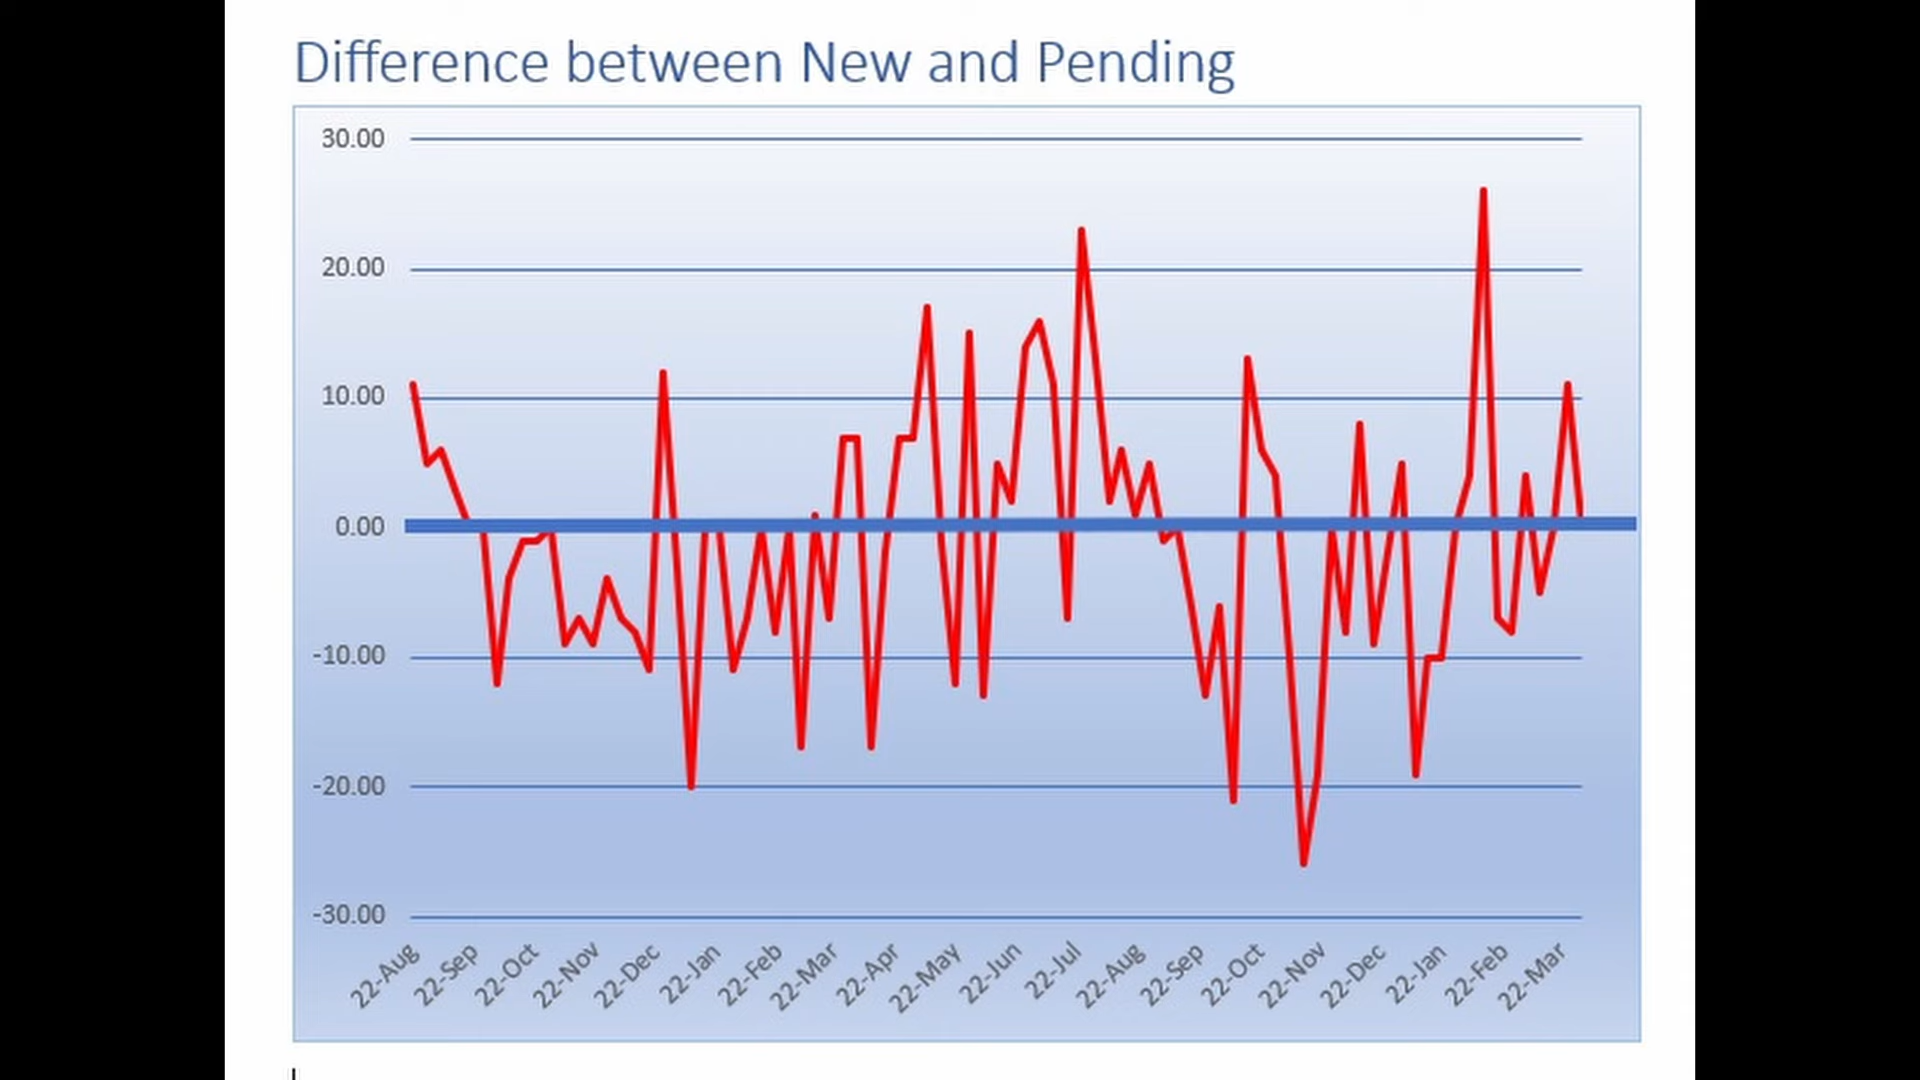 Difference between New and Pending
30.00
20.00
10.00
0.00
-10.00
-20.00
-30.00
22-Aug
22-Sep
22-Oct
22-Nov
22-Dec
22-Jan
22-Feb
22-Mar
22-Apr
22-May
22-Jun
22-Jul
22-Aug
22-Sep
22-Oct
22-Nov
22-Dec
22-Jan
22-Feb
22-Mar